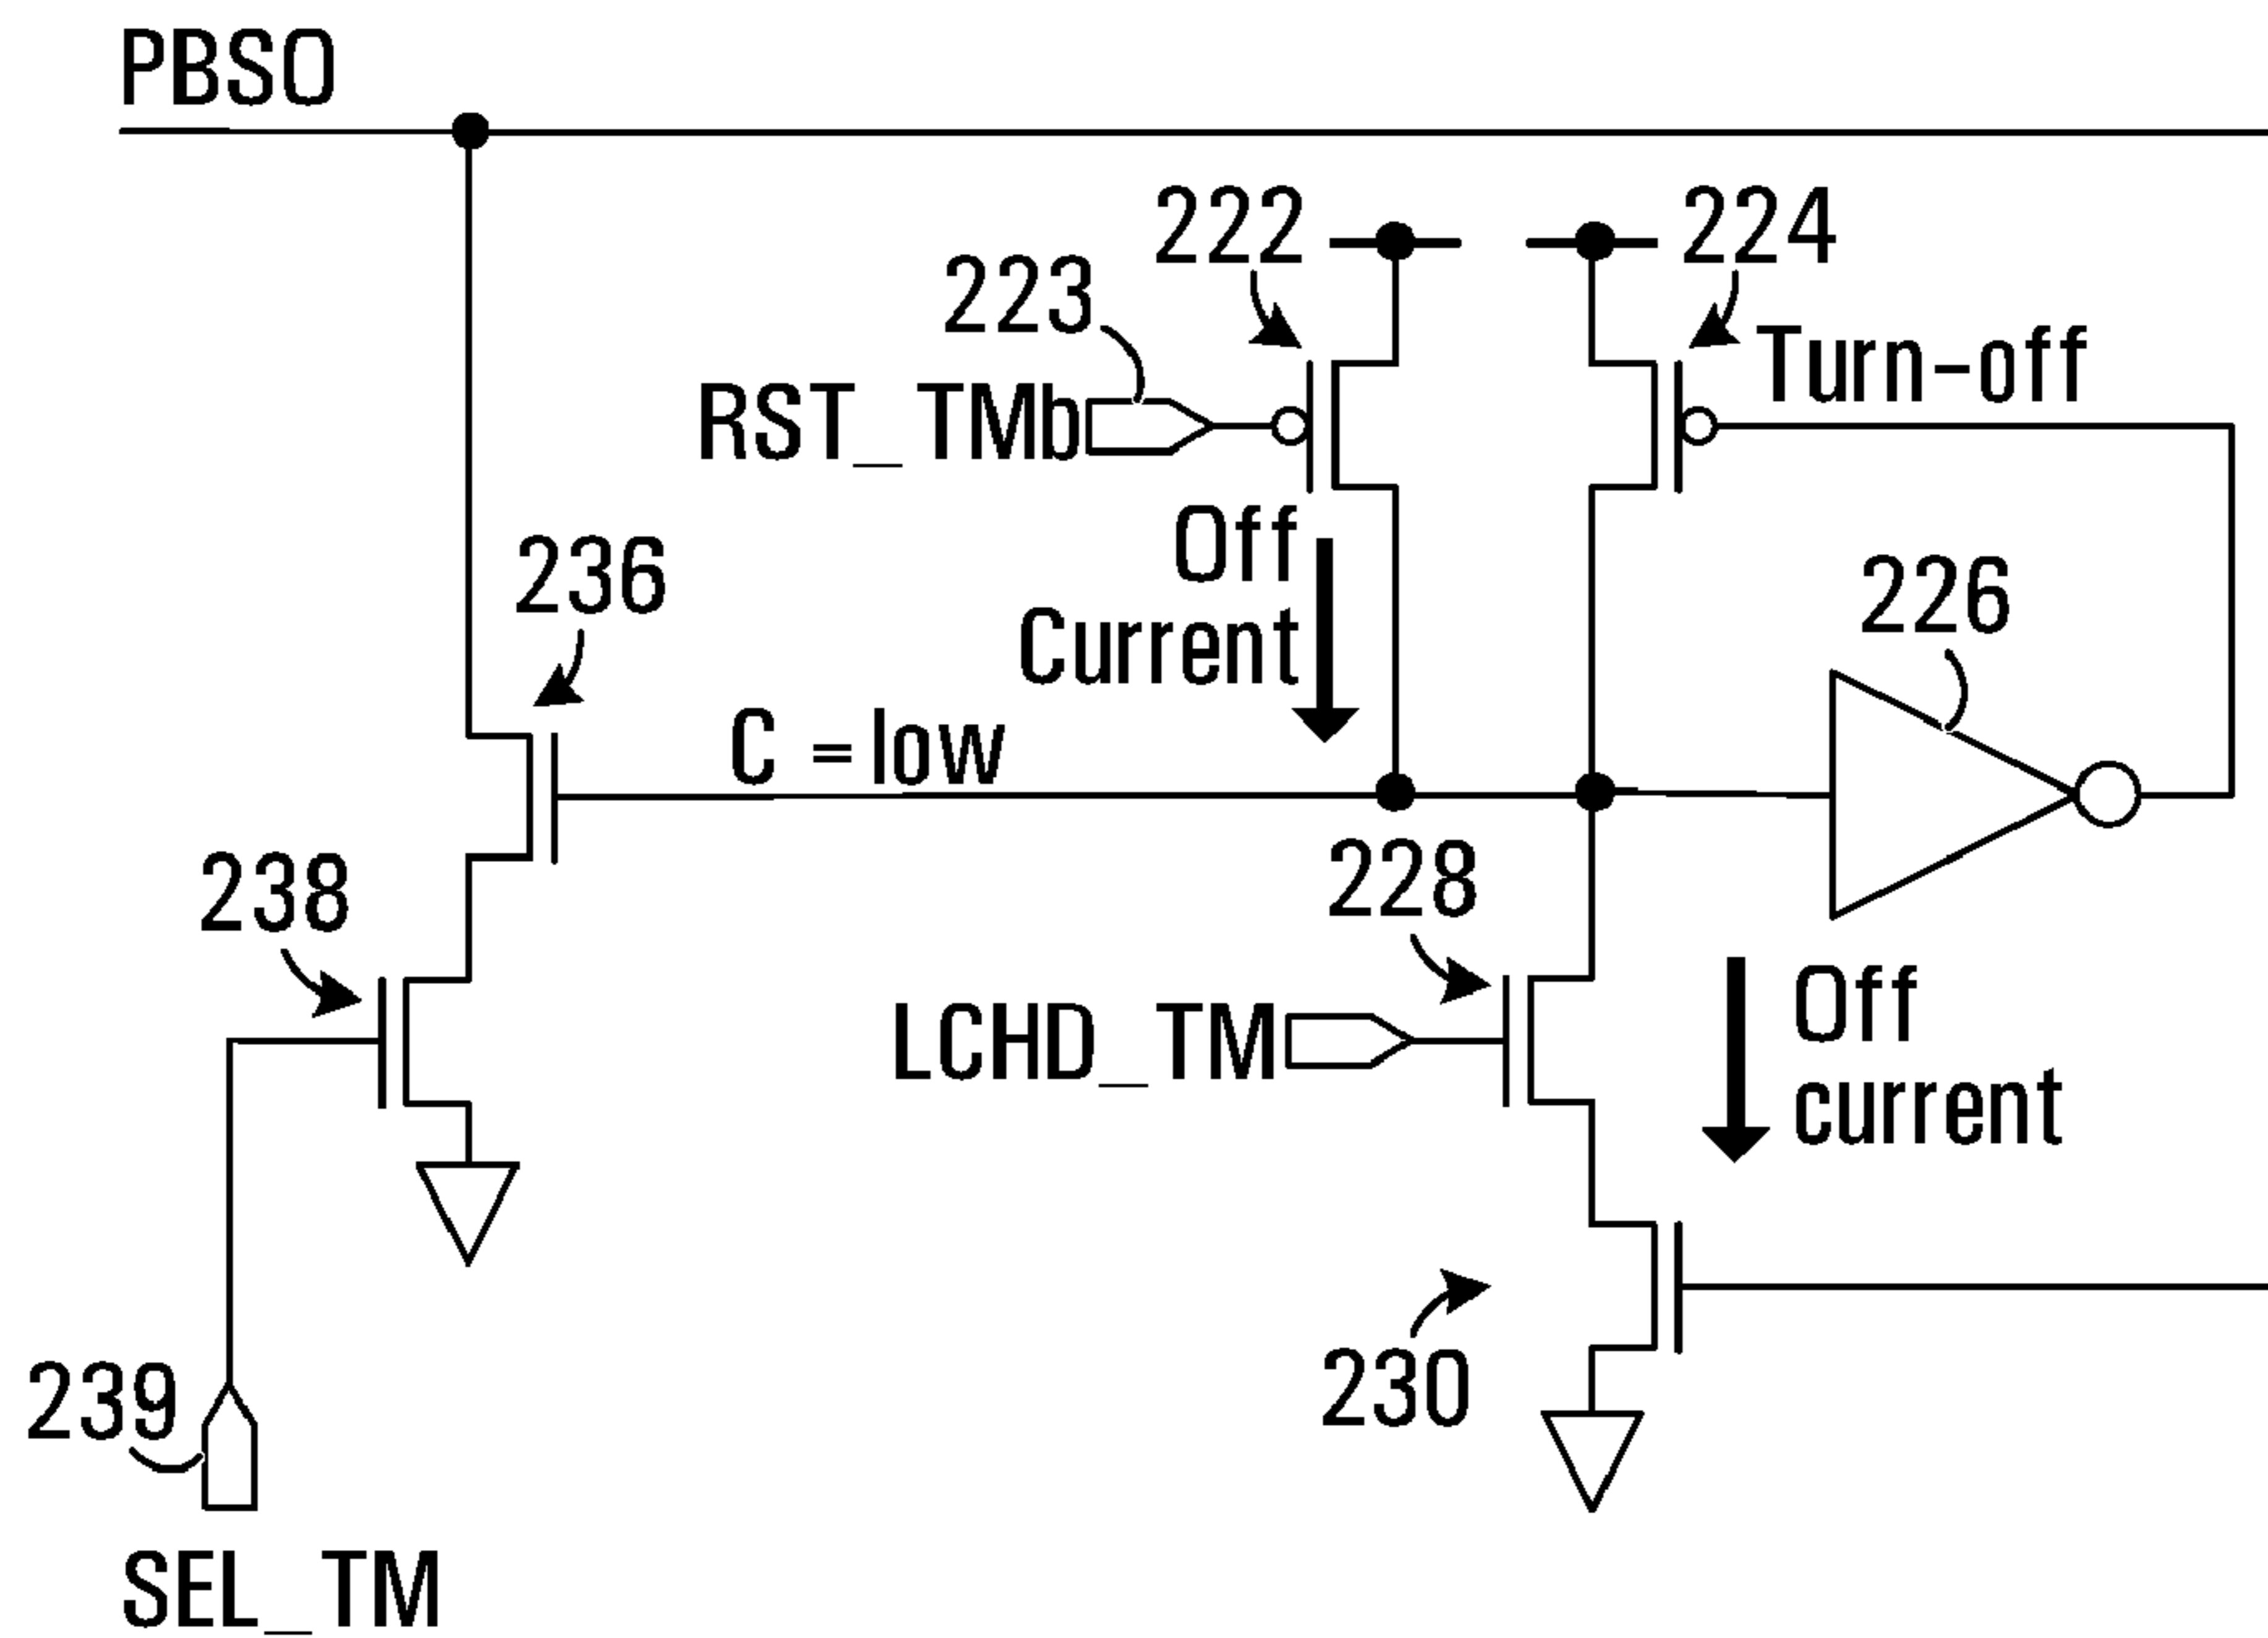 PBSO
222
224
223
Turn-off
RST_TMb
Off
Current
236
226
C = low
238
228
LCHD_TM
Off
current
239
230
SEL_TM